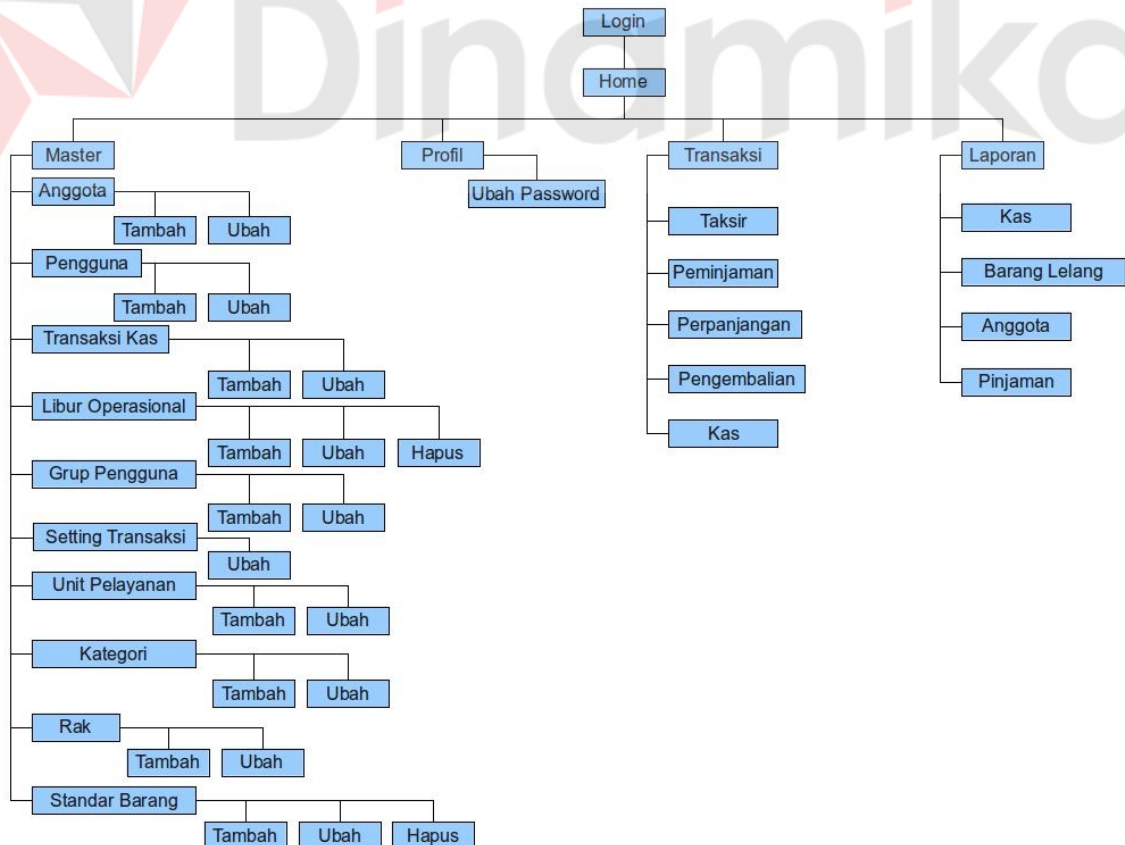 Dinamika
Login
Home
Master
Profil
Transaksi
Laporan
Anggota
Tambah
Ubah
Pengguna
Tambah
Ubah
Transaksi Kas
Tambah
Ubah
Libur Operasional
Tambah
Ubah
Hapus
Grup Pengguna
Tambah
Ubah
Setting Transaksi
Ubah
Unit Pelayanan
Tambah
Ubah
Kategori
Tambah
Ubah
Rak
Tambah
Ubah
Standar Barang
Tambah
Ubah
Hapus
Ubah Password
Taksir
Peminjaman
Perpanjangan
Pengembalian
Kas
Kas
Barang Lelang
Anggota
Pinjaman